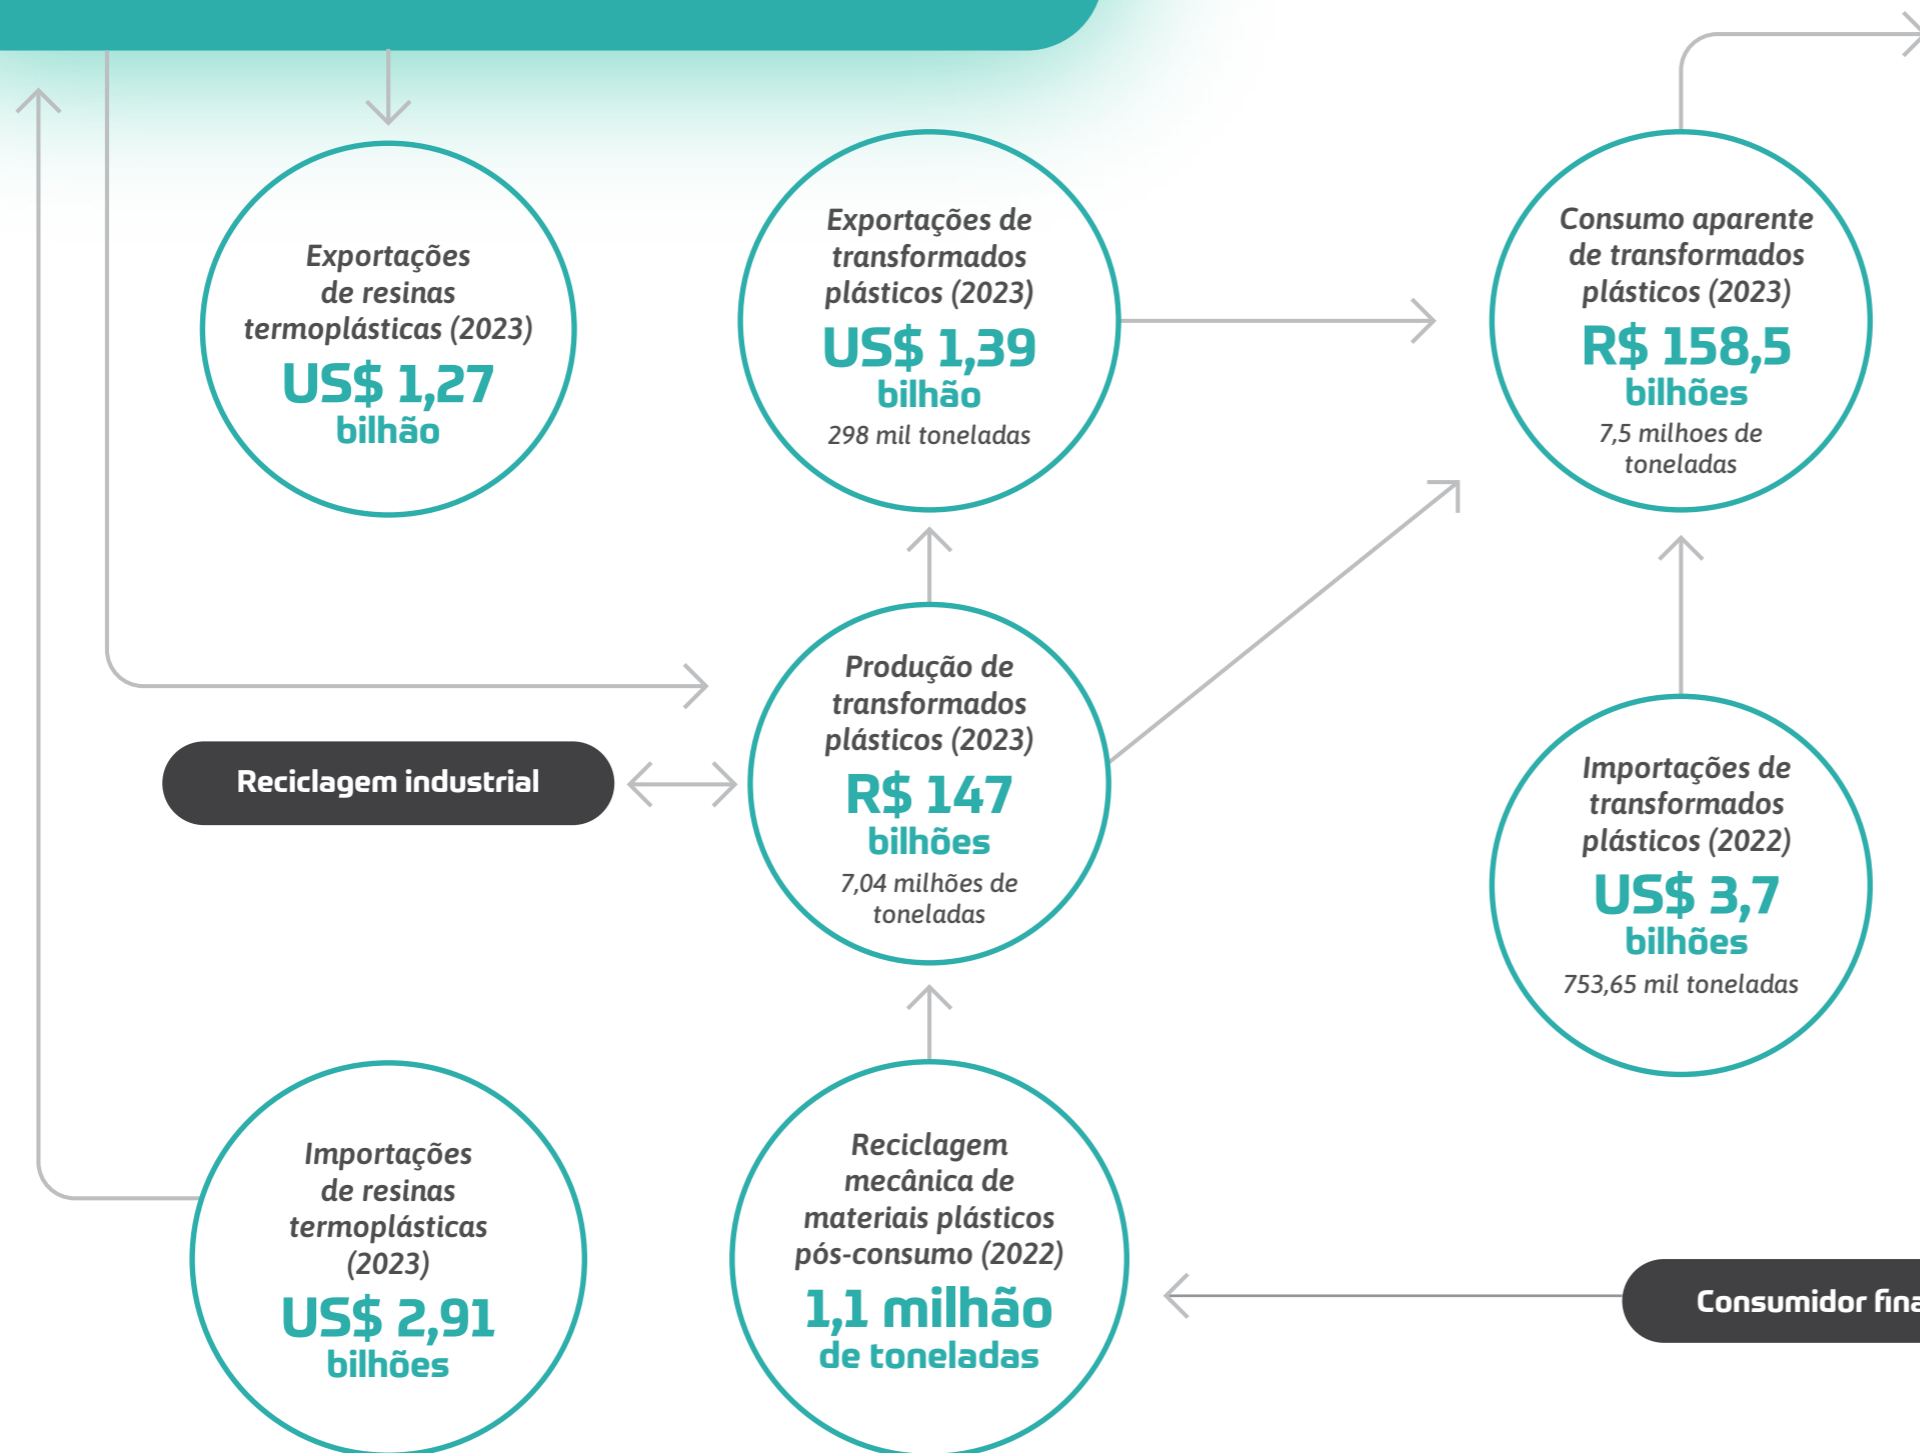 Exportações
de resinas
termoplásticas (2023)
US$ 1,27
bilhão
Exportações de
transformados
plásticos (2023)
US$ 1,39
bilhão
298 mil toneladas
Consumo aparente
de transformados
plásticos (2023)
R$ 158,5
bilhões
7,5 milhoes de
toneladas
Reciclagem industrial
Produção de
transformados
plásticos (2023)
R$ 147
bilhões
7,04 milhões de
toneladas
Importações de
transformados
plásticos (2022)
US$ 3,7
bilhões
753,65 mil toneladas
Importações
de resinas
termoplásticas
(2023)
US$ 2,91
bilhões
Reciclagem
mecânica de
materiais plásticos
pós-consumo (2022)
1,1 milhão
de toneladas
Consumidor